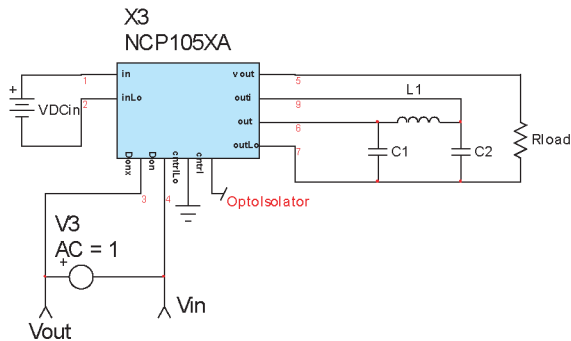 X3
NCP105XA
in
inLo
vout
outi
out
outLo
Donx
Don
cntrlLo
cntrl
1
2
5
9
6
7
3
4
+
VDCin
L1
C1
C2
Rload
OptoIsolator
V3
AC = 1
+
Vout
Vin